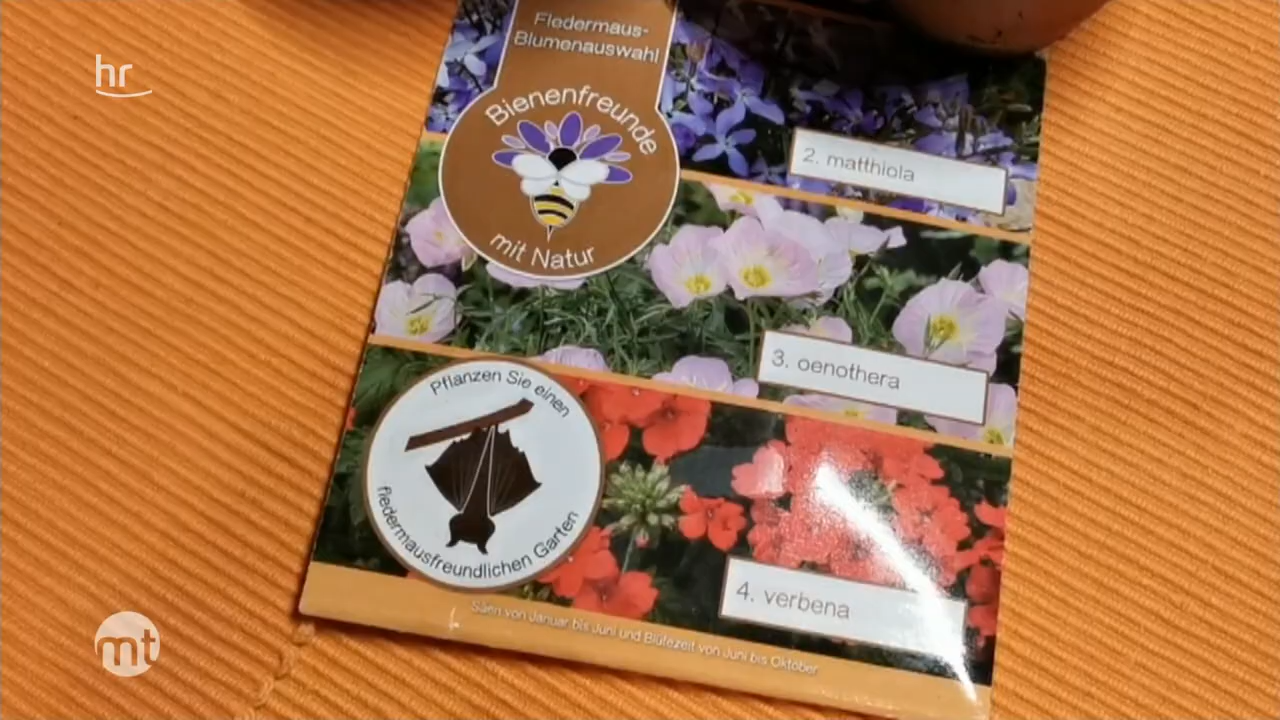 hr
Fledermaus-
Blumenauswahl
Bienenfreunde
mit Natur
2. matthiola
3. oenothera
Pflanzen Sie einen
fledermausfreundlichen Garten
4. verbena
Säen von Januar bis Juni und Blütezeit von Juni bis Oktober
mt